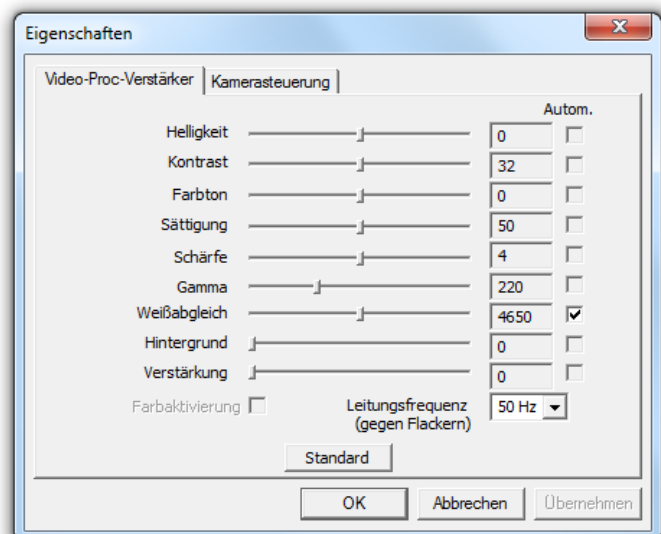 Eigenschaften
Video-Proc-Verstärker Kamerasteuerung
Autom.
Helligkeit 0
Kontrast 32
Farbton 0
Sättigung 50
Schärfe 4
Gamma 220
Weißabgleich 4650
Hintergrund 0
Verstärkung 0
Farbaktivierung Leitungsfrequenz 50 Hz
(gegen Flackern)
Standard
OK Abbrechen Übernehmen